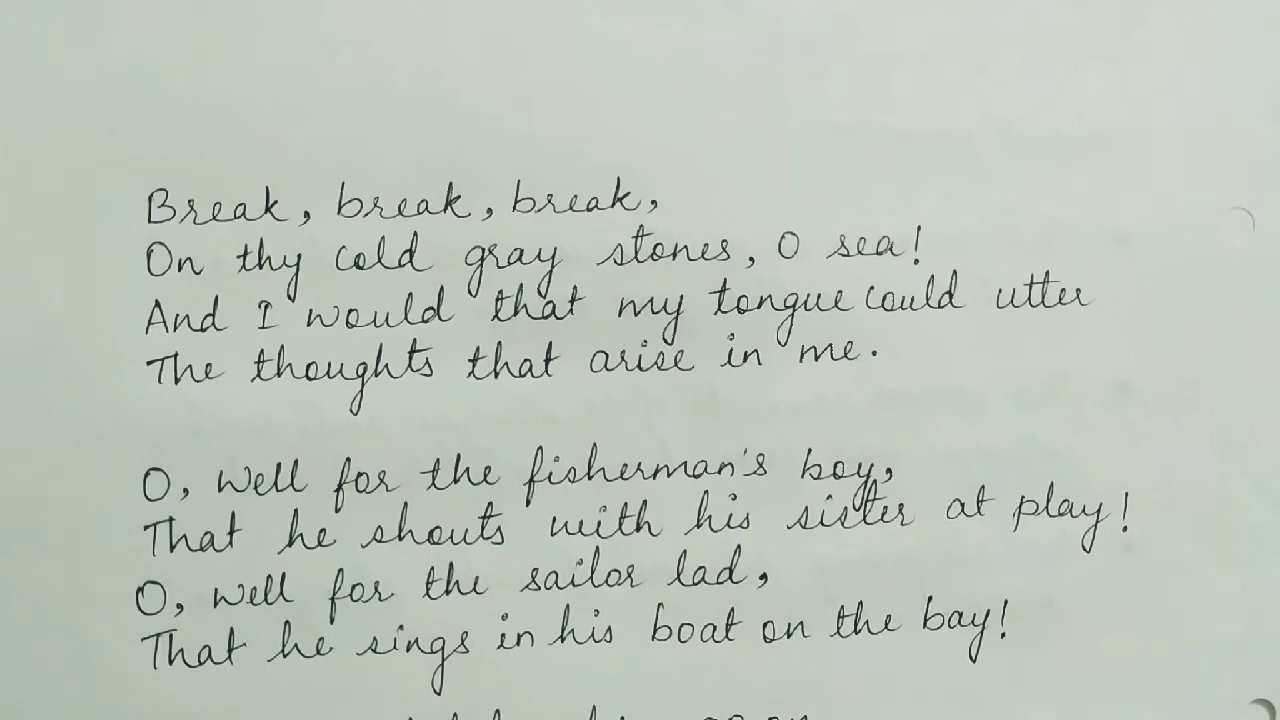 Break, break, break,
On thy cold gray stones, O sea!
And I would that my tongue could utter
The thoughts that arise in me.
O, well for the fisherman's boy,
That he shouts with his sister at play!
O, well for the sailor lad,
That he sings in his boat on the bay!